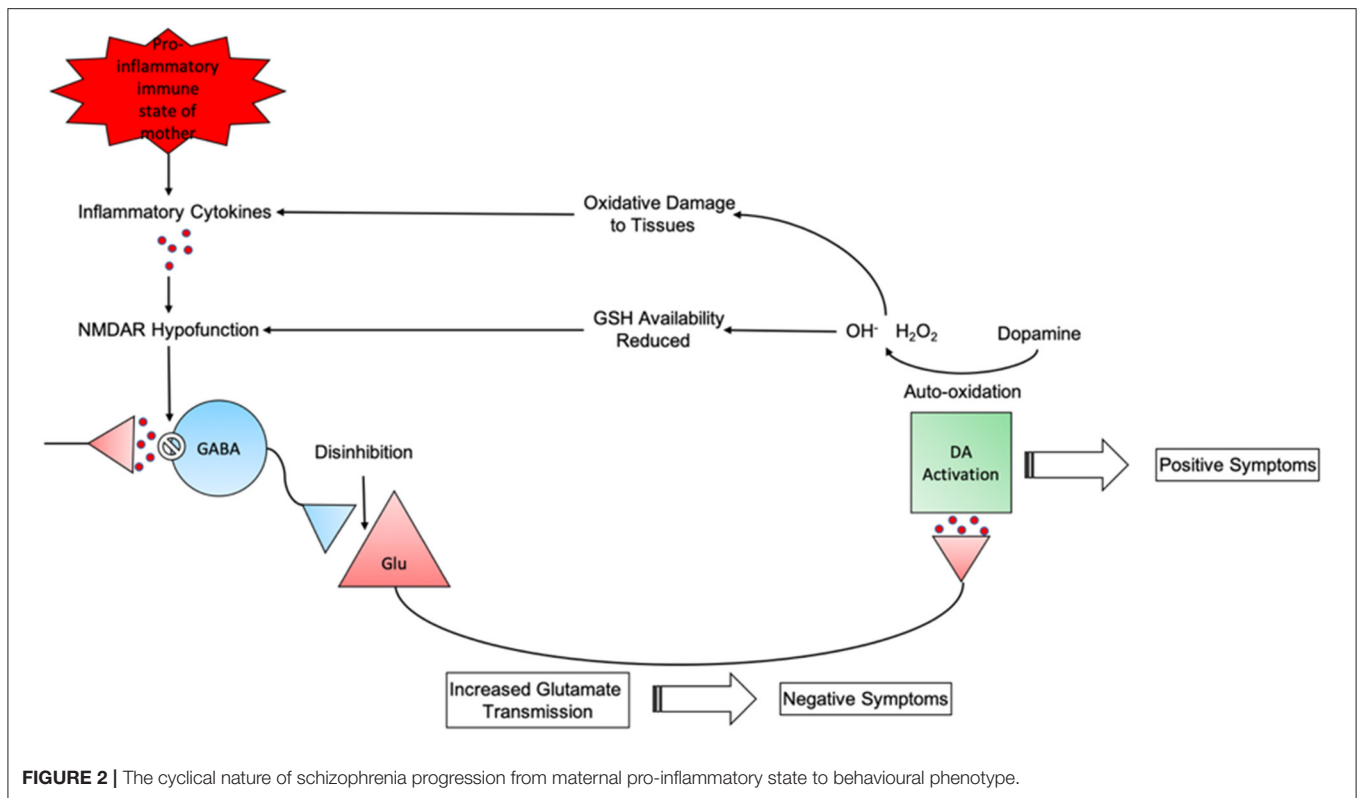 Pro-
inflammatory
immune
state of
mother
Inflammatory Cytokines
Oxidative Damage
to Tissues
NMDAR Hypofunction
GSH Availability
Reduced
OH⁻ H₂O₂
Dopamine
Auto-oxidation
GABA
Disinhibition
Glu
DA
Activation
Positive Symptoms
Increased Glutamate
Transmission
Negative Symptoms
FIGURE 2 | The cyclical nature of schizophrenia progression from maternal pro-inflammatory state to behavioural phenotype.